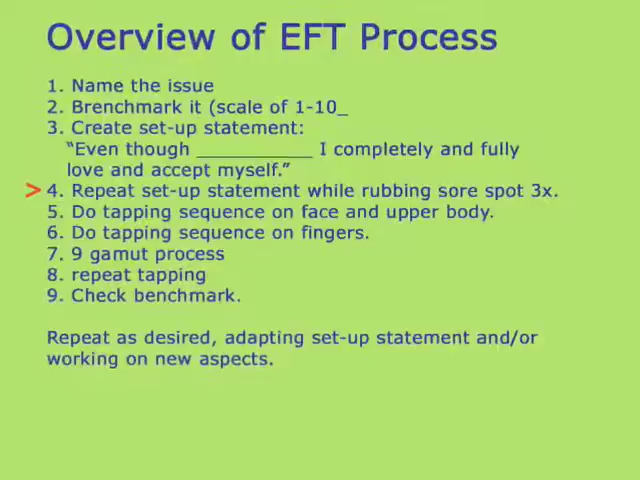 Overview of EFT Process
1. Name the issue
2. Brenchmark it (scale of 1-10_
3. Create set-up statement:
“Even though ___________ I completely and fully
love and accept myself.”
> 4. Repeat set-up statement while rubbing sore spot 3x.
5. Do tapping sequence on face and upper body.
6. Do tapping sequence on fingers.
7. 9 gamut process
8. repeat tapping
9. Check benchmark.
Repeat as desired, adapting set-up statement and/or
working on new aspects.